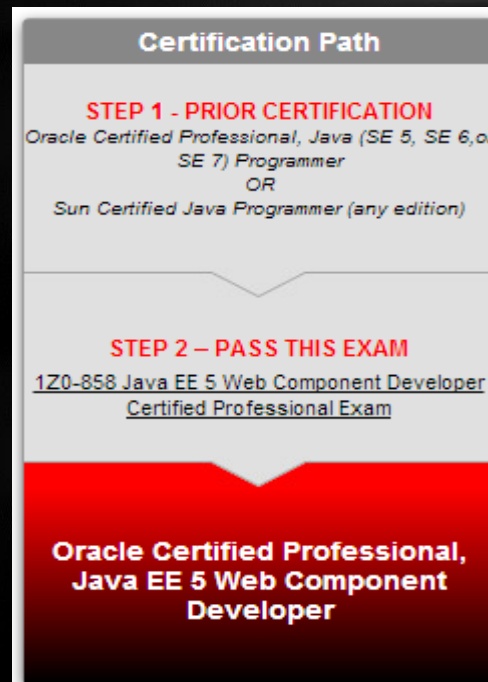 Certification Path
STEP 1 - PRIOR CERTIFICATION
Oracle Certified Professional, Java (SE 5, SE 6,o
SE 7) Programmer
OR
Sun Certified Java Programmer (any edition)
STEP 2 – PASS THIS EXAM
1Z0-858 Java EE 5 Web Component Developer
Certified Professional Exam
Oracle Certified Professional,
Java EE 5 Web Component
Developer